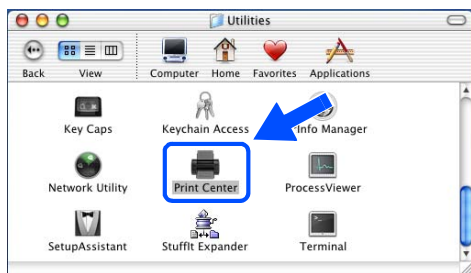 Utilities
Back View Computer Home Favorites Applications
Key Caps Keychain Access Info Manager
Network Utility Print Center ProcessViewer
SetupAssistant StuffIt Expander Terminal